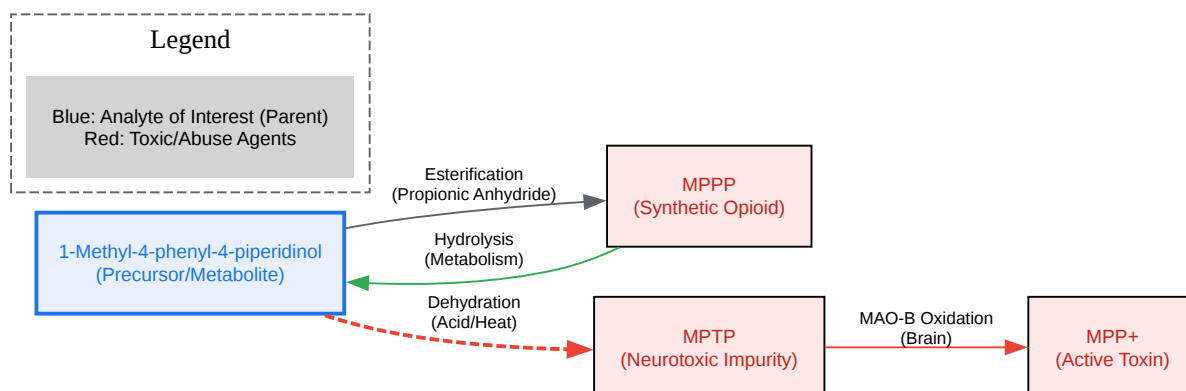 Legend
Blue: Analyte of Interest (Parent)
Red: Toxic/Abuse Agents
Esterification
(Propionic Anhydride)
MPPP
(Synthetic Opioid)
1-Methyl-4-phenyl-4-piperidinol
(Precursor/Metabolite)
Hydrolysis
(Metabolism)
Dehydration
(Acid/Heat)
MPTP
(Neurotoxic Impurity)
MAO-B Oxidation
(Brain)
MPP+
(Active Toxin)